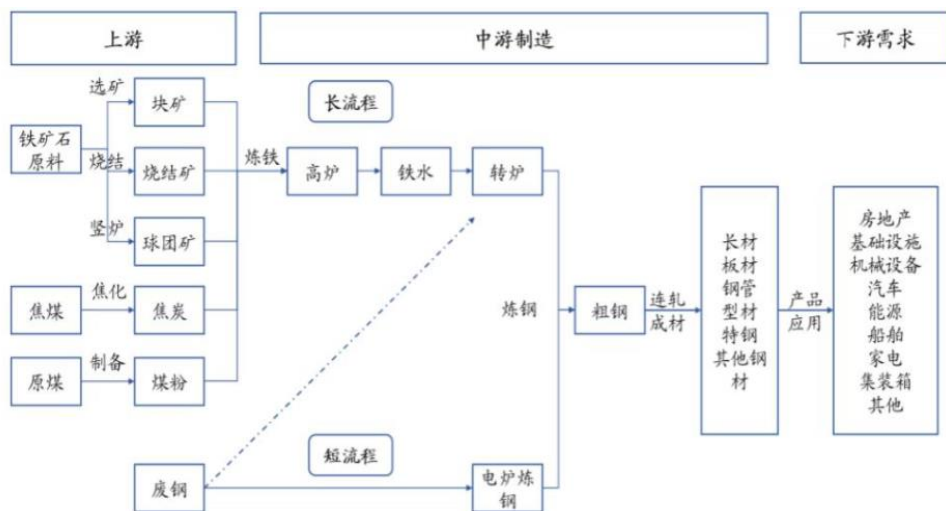 上游
中游制造
下游需求
长流程
选矿
块矿
铁矿石
原料
烧结
烧结矿
炼铁
高炉
铁水
转炉
竖炉
球团矿
焦煤
焦化
焦炭
原煤
制备
煤粉
炼钢
粗钢
连轧
成材
长材
板材
钢管
型材
特钢
其他钢
材
产品
应用
房地产
基础设施
机械设备
汽车
能源
船舶
家电
集装箱
其他
短流程
废钢
电炉炼
钢